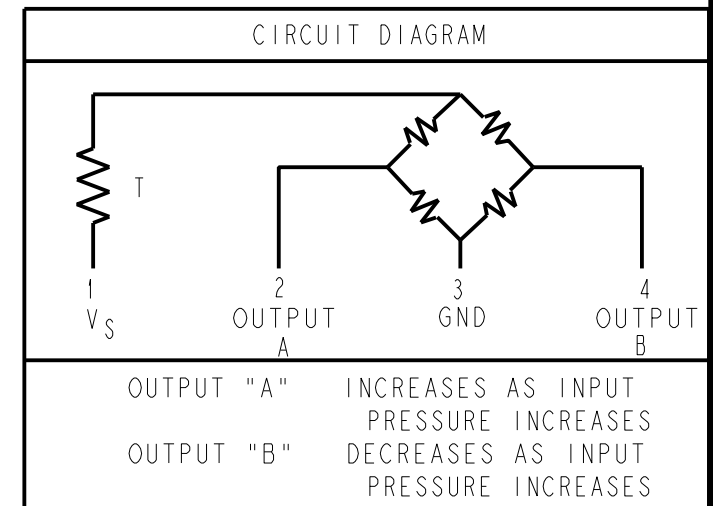 CIRCUIT DIAGRAM
T
1 2 3 4
VS OUTPUT GND OUTPUT
A B
OUTPUT "A" INCREASES AS INPUT
PRESSURE INCREASES
OUTPUT "B" DECREASES AS INPUT
PRESSURE INCREASES